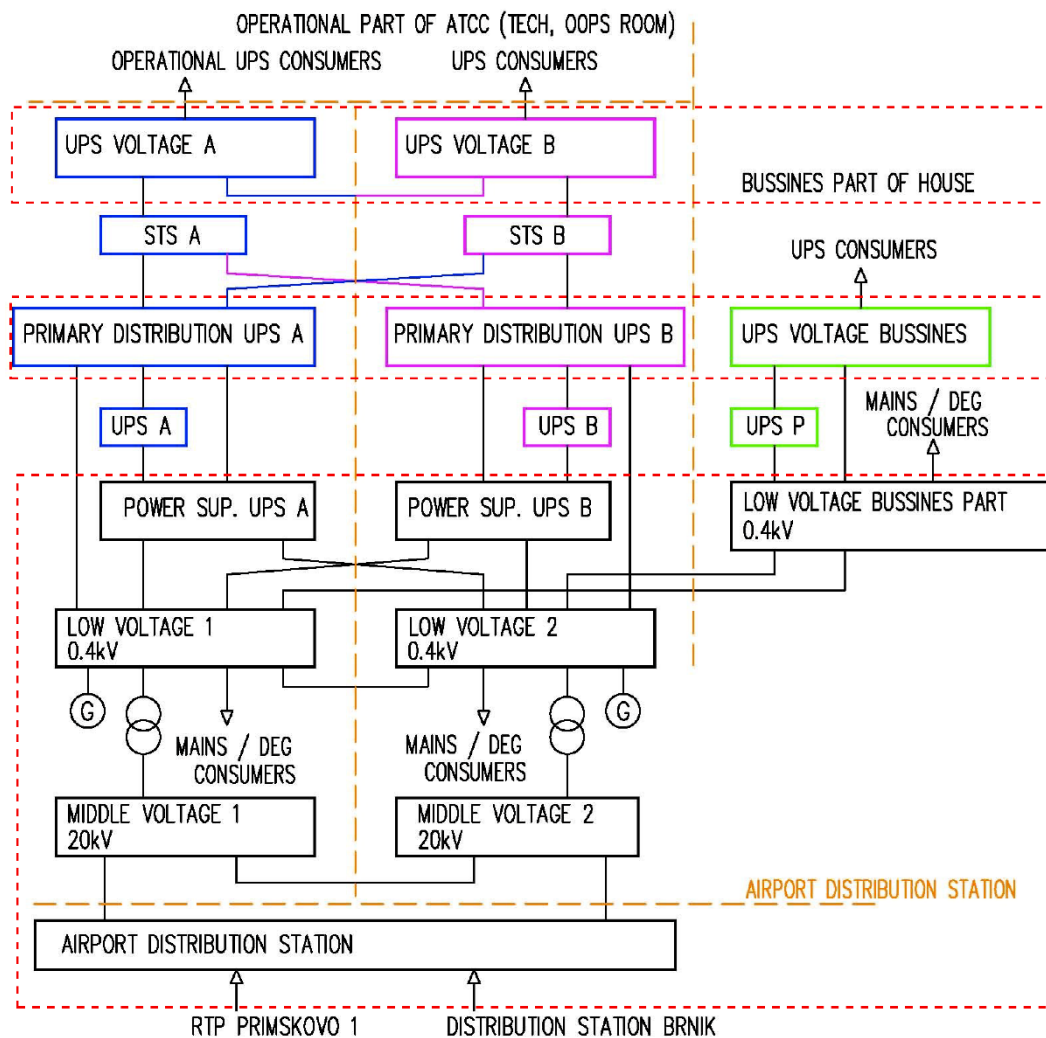 OPERATIONAL PART OF ATCC (TECH, OOPS ROOM)
OPERATIONAL UPS CONSUMERS
UPS CONSUMERS
UPS VOLTAGE A
UPS VOLTAGE B
BUSSINES PART OF HOUSE
STS A
STS B
UPS CONSUMERS
PRIMARY DISTRIBUTION UPS A
PRIMARY DISTRIBUTION UPS B
UPS VOLTAGE BUSSINES
MAINS / DEG
CONSUMERS
UPS A
UPS B
UPS P
POWER SUP. UPS A
POWER SUP. UPS B
LOW VOLTAGE BUSSINES PART
0.4kV
LOW VOLTAGE 1
0.4kV
LOW VOLTAGE 2
0.4kV
G
G
MAINS / DEG
CONSUMERS
MAINS / DEG
CONSUMERS
MIDDLE VOLTAGE 1
20kV
MIDDLE VOLTAGE 2
20kV
AIRPORT DISTRIBUTION STATION
AIRPORT DISTRIBUTION STATION
RTP PRIMSKOVO 1
DISTRIBUTION STATION BRNIK